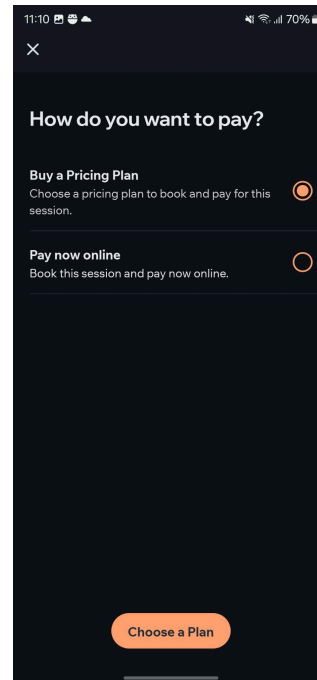 11:10 70%
How do you want to pay?
Buy a Pricing Plan
Choose a pricing plan to book and pay for this
session.
Pay now online
Book this session and pay now online.
Choose a Plan